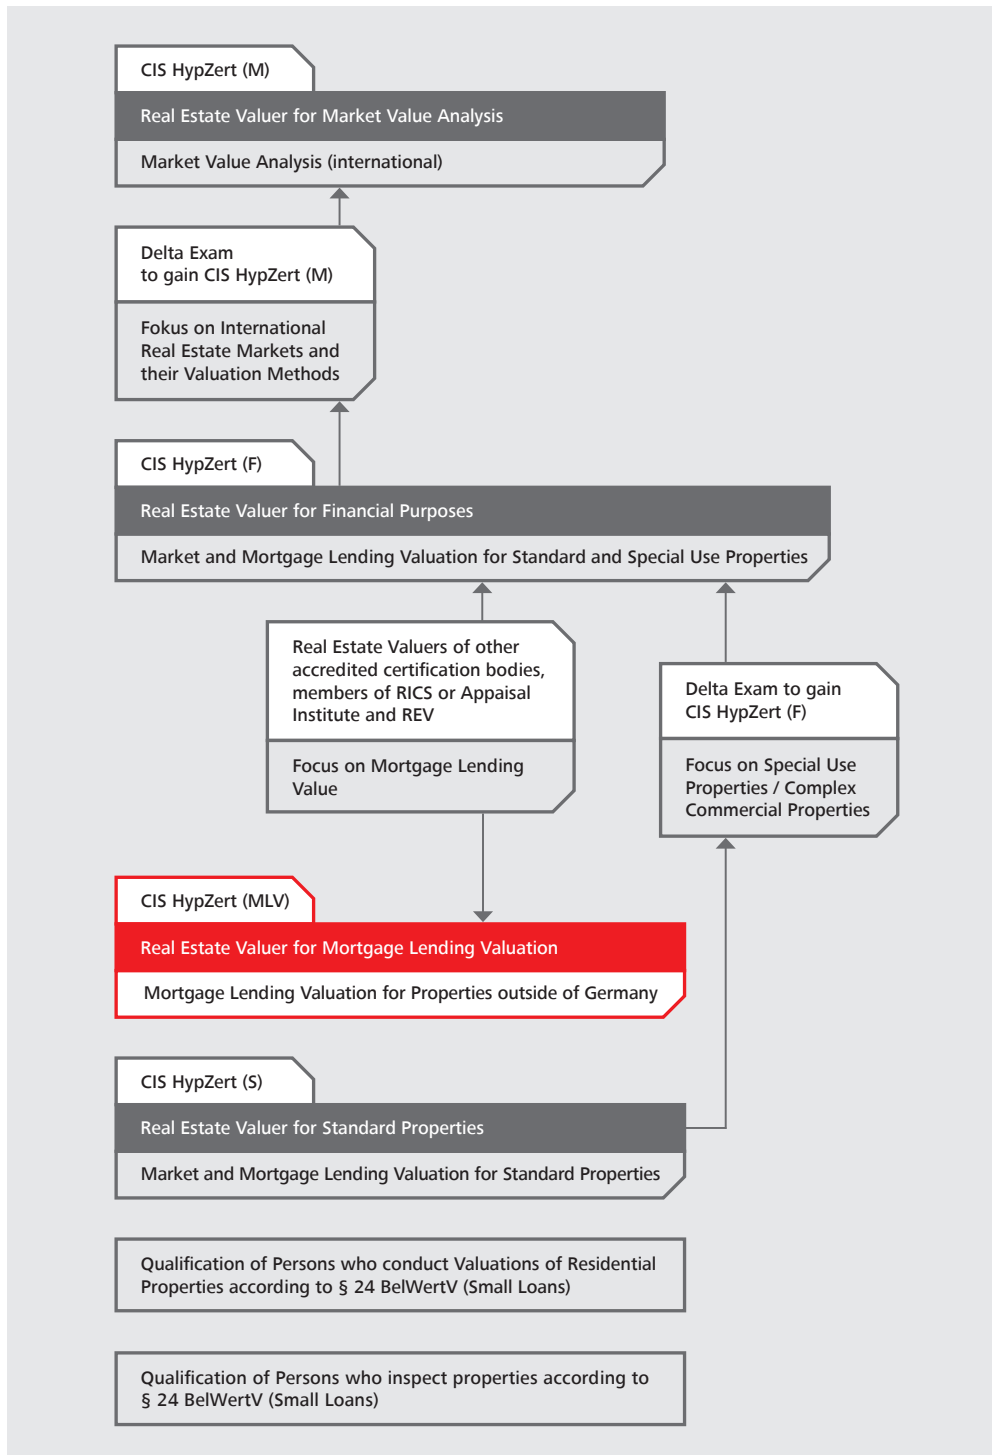 CIS HypZert (M)
Real Estate Valuer for Market Value Analysis
Market Value Analysis (international)
Delta Exam
to gain CIS HypZert (M)
Fokus on International
Real Estate Markets and
their Valuation Methods
CIS HypZert (F)
Real Estate Valuer for Financial Purposes
Market and Mortgage Lending Valuation for Standard and Special Use Properties
Real Estate Valuers of other
accredited certification bodies,
members of RICS or Appaisal
Institute and REV
Focus on Mortgage Lending
Value
Delta Exam to gain
CIS HypZert (F)
Focus on Special Use
Properties / Complex
Commercial Properties
CIS HypZert (MLV)
Real Estate Valuer for Mortgage Lending Valuation
Mortgage Lending Valuation for Properties outside of Germany
CIS HypZert (S)
Real Estate Valuer for Standard Properties
Market and Mortgage Lending Valuation for Standard Properties
Qualification of Persons who conduct Valuations of Residential
Properties according to § 24 BelWertV (Small Loans)
Qualification of Persons who inspect properties according to
§ 24 BelWertV (Small Loans)